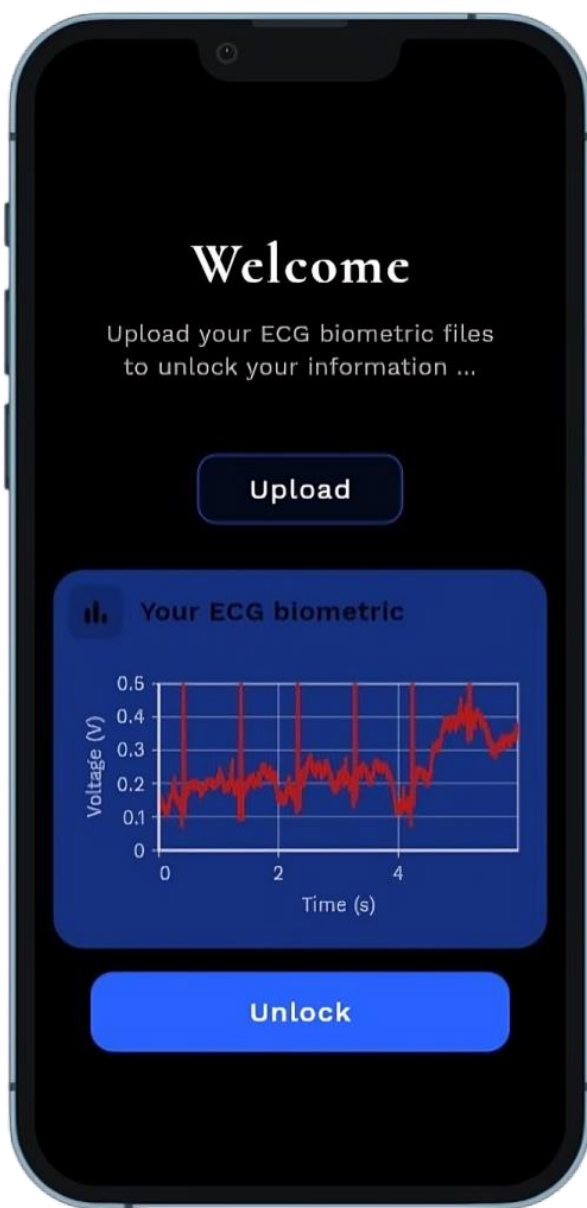 Welcome
Upload your ECG biometric files
to unlock your information ...
Upload
Your ECG biometric
0.5
0.4
0.3
0.2
0.1
0
Voltage (V)
0 2 4
Time (s)
Unlock